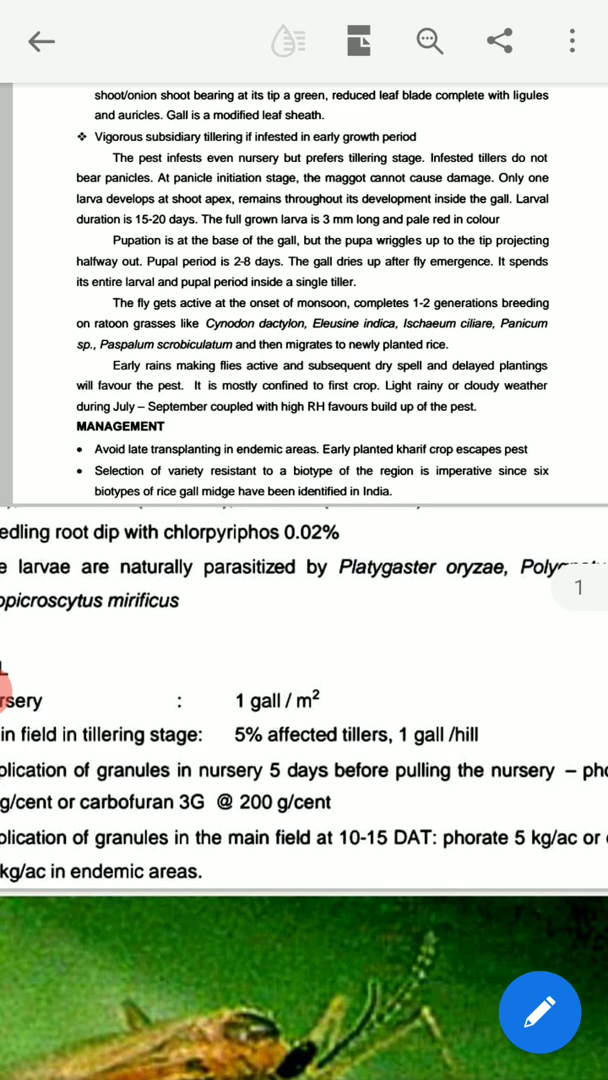 shoot/onion shoot bearing at its tip a green, reduced leaf blade complete with ligules
and auricles. Gall is a modified leaf sheath.
❖ Vigorous subsidiary tillering if infested in early growth period
The pest infests even nursery but prefers tillering stage. Infested tillers do not
bear panicles. At panicle initiation stage, the maggot cannot cause damage. Only one
larva develops at shoot apex, remains throughout its development inside the gall. Larval
duration is 15-20 days. The full grown larva is 3 mm long and pale red in colour
Pupation is at the base of the gall, but the pupa wriggles up to the tip projecting
halfway out. Pupal period is 2-8 days. The gall dries up after fly emergence. It spends
its entire larval and pupal period inside a single tiller.
The fly gets active at the onset of monsoon, completes 1-2 generations breeding
on ratoon grasses like Cynodon dactylon, Eleusine indica, Ischaeum ciliare, Panicum
sp., Paspalum scrobiculatum and then migrates to newly planted rice.
Early rains making flies active and subsequent dry spell and delayed plantings
will favour the pest. It is mostly confined to first crop. Light rainy or cloudy weather
during July – September coupled with high RH favours build up of the pest.
MANAGEMENT
• Avoid late transplanting in endemic areas. Early planted kharif crop escapes pest
• Selection of variety resistant to a biotype of the region is imperative since six
biotypes of rice gall midge have been identified in India.
edling root dip with chlorpyriphos 0.02%
e larvae are naturally parasitized by Platygaster oryzae,
opicroscytus mirificus
1
L
rsery : 1 gall / m²
in field in tillering stage: 5% affected tillers, 1 gall /hill
plication of granules in nursery 5 days before pulling the nursery – pho
g/cent or carbofuran 3G @ 200 g/cent
plication of granules in the main field at 10-15 DAT: phorate 5 kg/ac or
kg/ac in endemic areas.